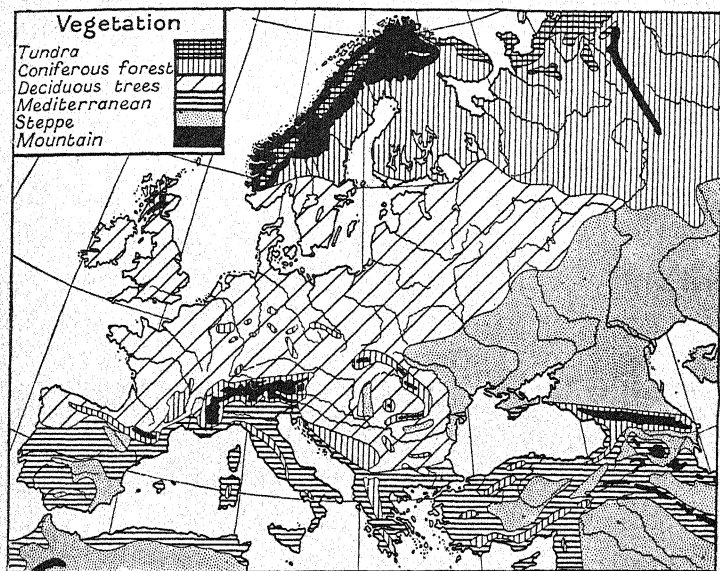 Vegetation
Tundra
Coniferous forest
Deciduous trees
Mediterranean
Steppe
Mountain